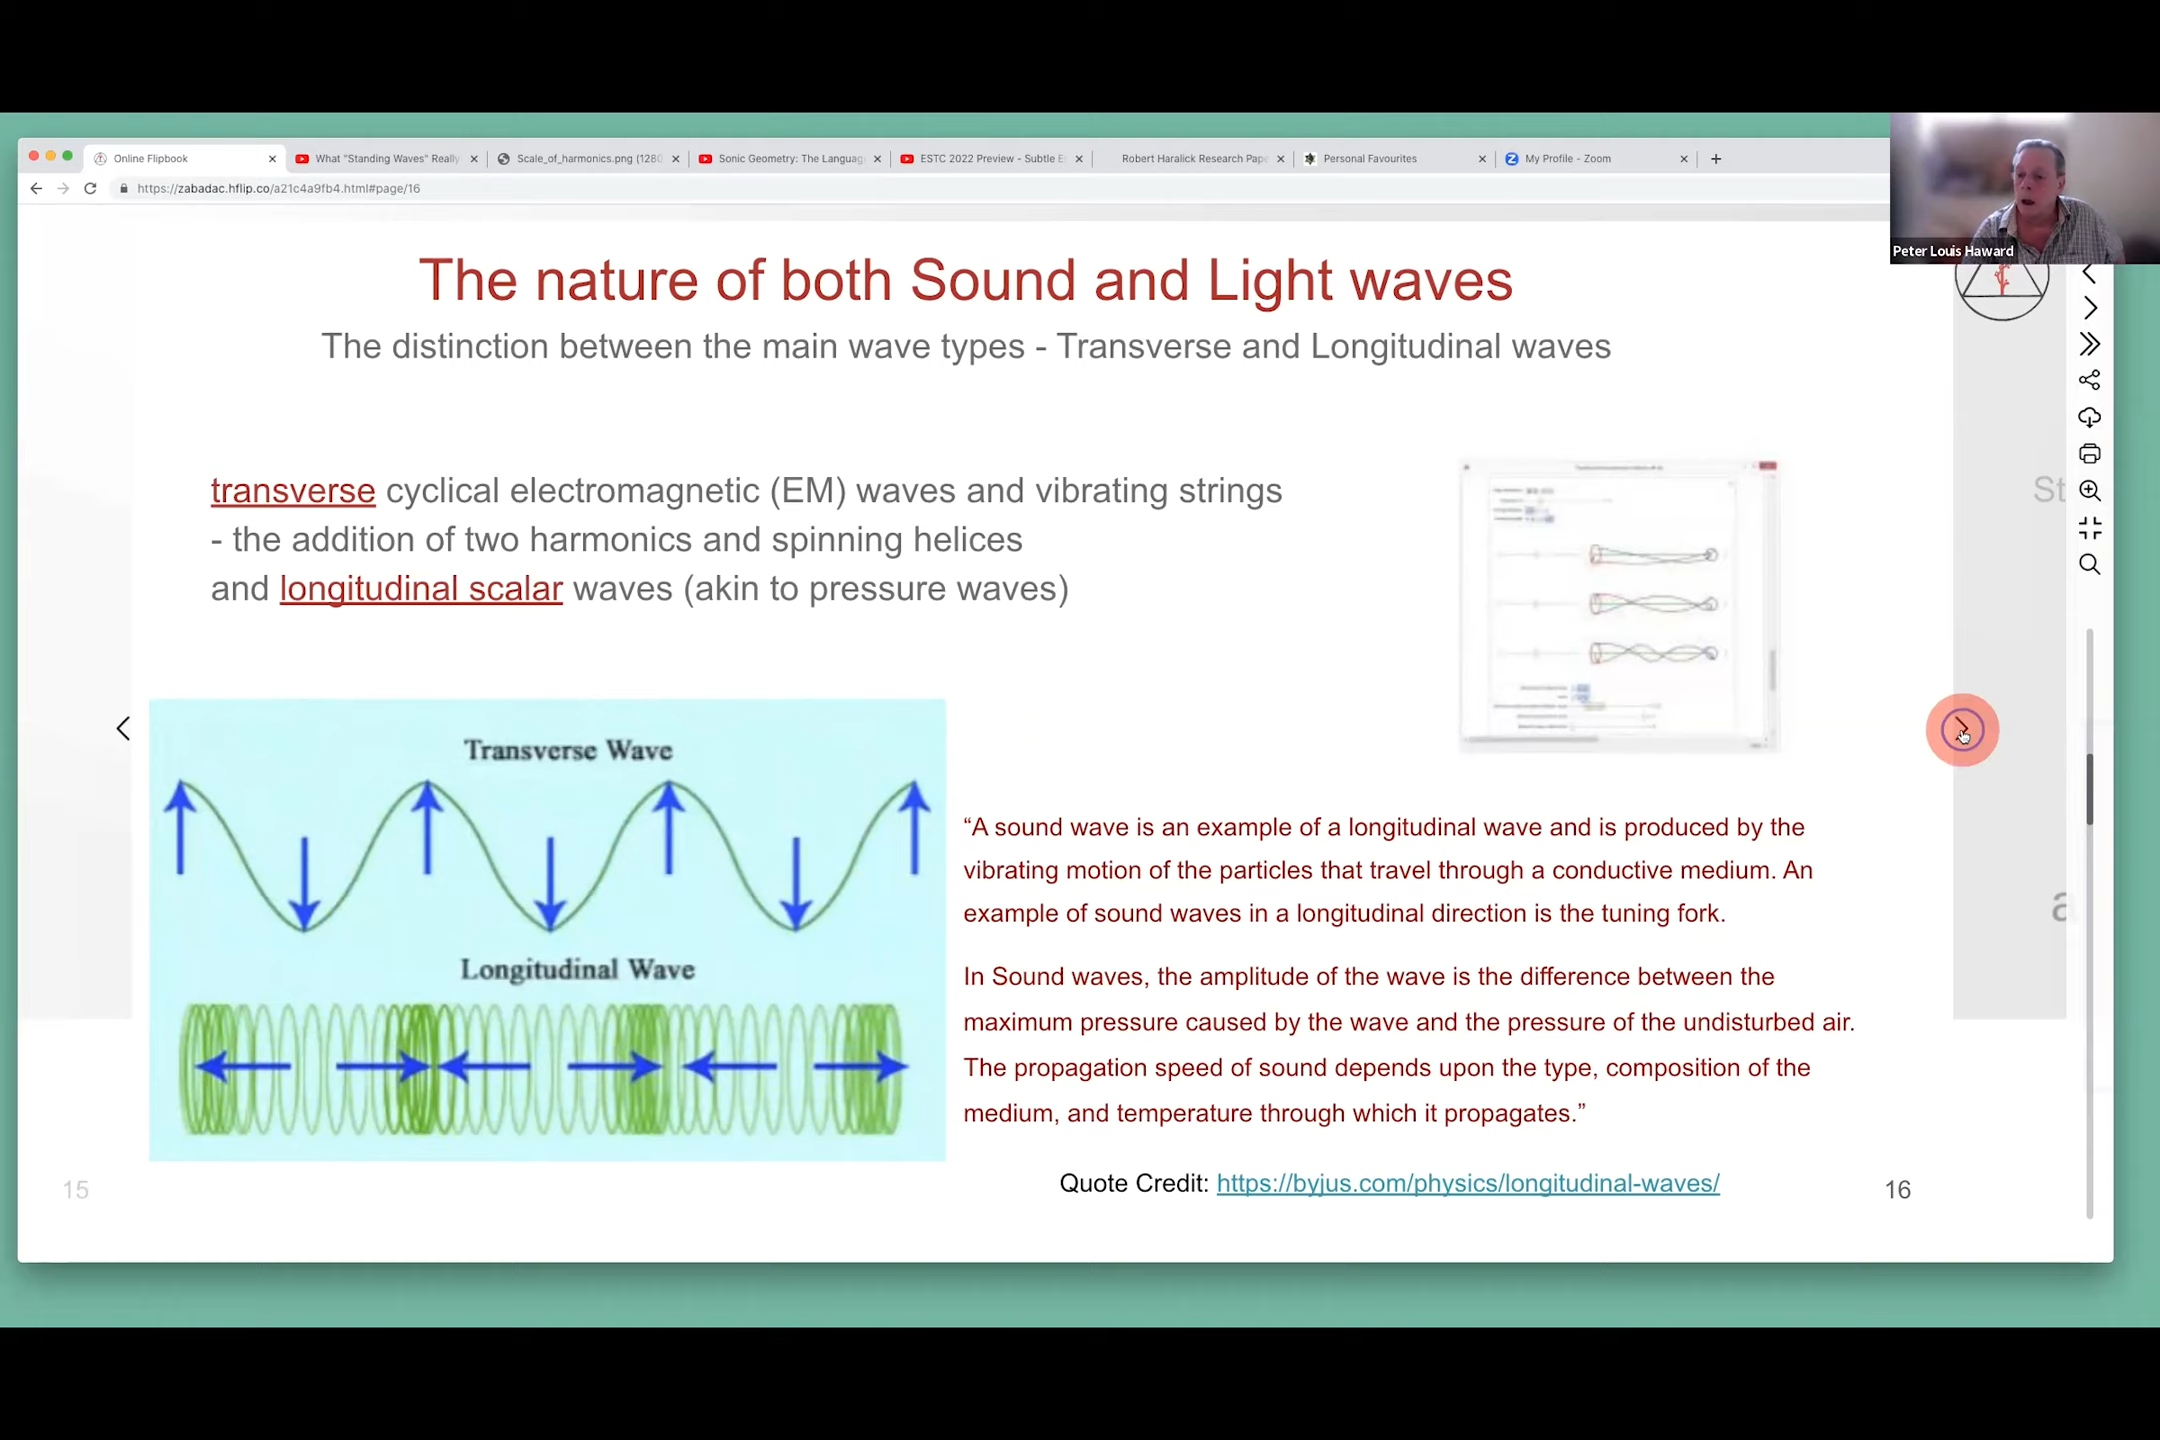 Online Flipbook
What "Standing Waves" Really
Scale_of_harmonics.png (1280
Sonic Geometry: The Languag
ESTC 2022 Preview - Subtle E
Robert Haralick Research Pape
Personal Favourites
My Profile - Zoom
https://zabadac.hflip.co/a21c4a9fb4.html#page/16
Peter Louis Haward
The nature of both Sound and Light waves
The distinction between the main wave types - Transverse and Longitudinal waves
transverse cyclical electromagnetic (EM) waves and vibrating strings
- the addition of two harmonics and spinning helices
and longitudinal scalar waves (akin to pressure waves)
St
Transverse Wave
Longitudinal Wave
“A sound wave is an example of a longitudinal wave and is produced by the
vibrating motion of the particles that travel through a conductive medium. An
example of sound waves in a longitudinal direction is the tuning fork.
a
In Sound waves, the amplitude of the wave is the difference between the
maximum pressure caused by the wave and the pressure of the undisturbed air.
The propagation speed of sound depends upon the type, composition of the
medium, and temperature through which it propagates.”
Quote Credit: https://byjus.com/physics/longitudinal-waves/
15
16